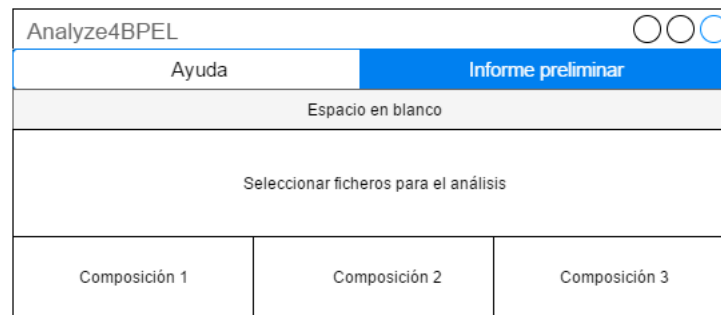 Analyze4BPEL
Ayuda Informe preliminar
Espacio en blanco
Seleccionar ficheros para el análisis
Composición 1 Composición 2 Composición 3